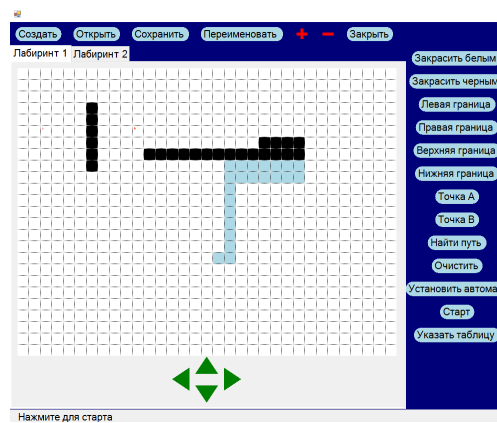 Создать Открыть Сохранить Переименовать Закрыть
Лабиринт 1 Лабиринт 2
Закрасить белым
Закрасить черным
Левая граница
Правая граница
Верхняя граница
Нижняя граница
Точка A
Точка B
Найти путь
Очистить
Установить автома
Старт
Указать таблицу
Нажмите для старта